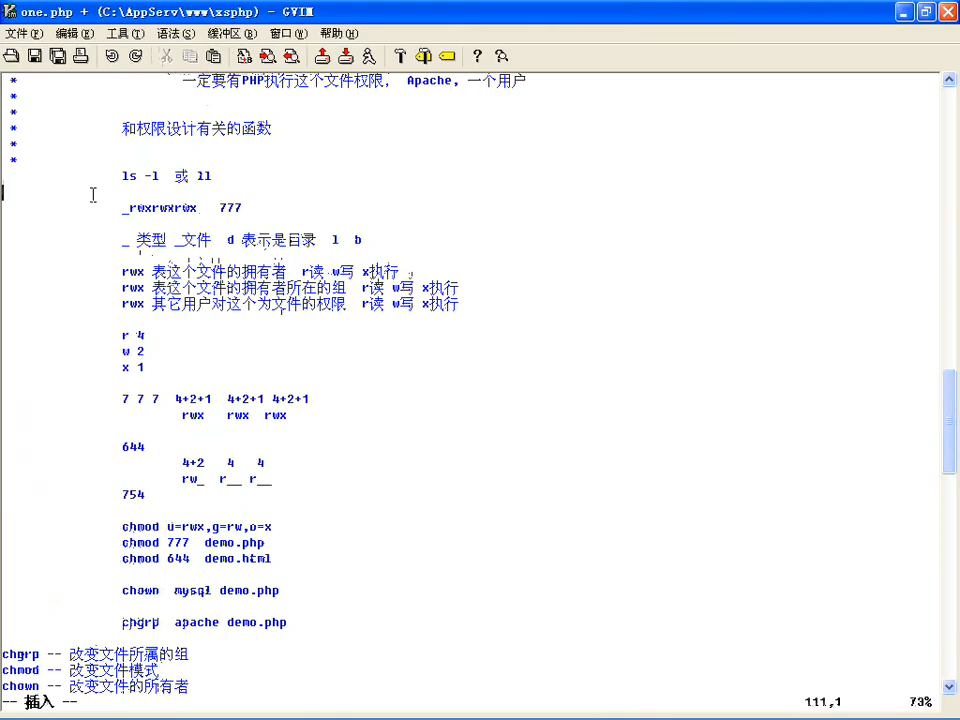 one.php + (C:\AppServ\www\xsphp) - GVIM
文件(F) 编辑(E) 工具(T) 语法(S) 缓冲区(B) 窗口(W) 帮助(H)
* 一定要有PHP执行这个文件权限, Apache, 一个用户
*
*
* 和权限设计有关的函数
*
*
ls -l 或 ll
_rwxrwxrwx 777
_ 类型 _文件 d 表示是目录 l b
rwx 表这个文件的拥有者 r读 w写 x执行
rwx 表这个文件的拥有者所在的组 r读 w写 x执行
rwx 其它用户对这个为文件的权限 r读 w写 x执行
r 4
w 2
x 1
7 7 7 4+2+1 4+2+1 4+2+1
rwx rwx rwx
644
4+2 4 4
rw_ r__ r__
754
chmod u=rwx,g=rw,o=x
chmod 777 demo.php
chmod 644 demo.html
chown mysql demo.php
chgrp apache demo.php
chgrp -- 改变文件所属的组
chmod -- 改变文件模式
chown -- 改变文件的所有者
-- 插入 -- 111,1 73%